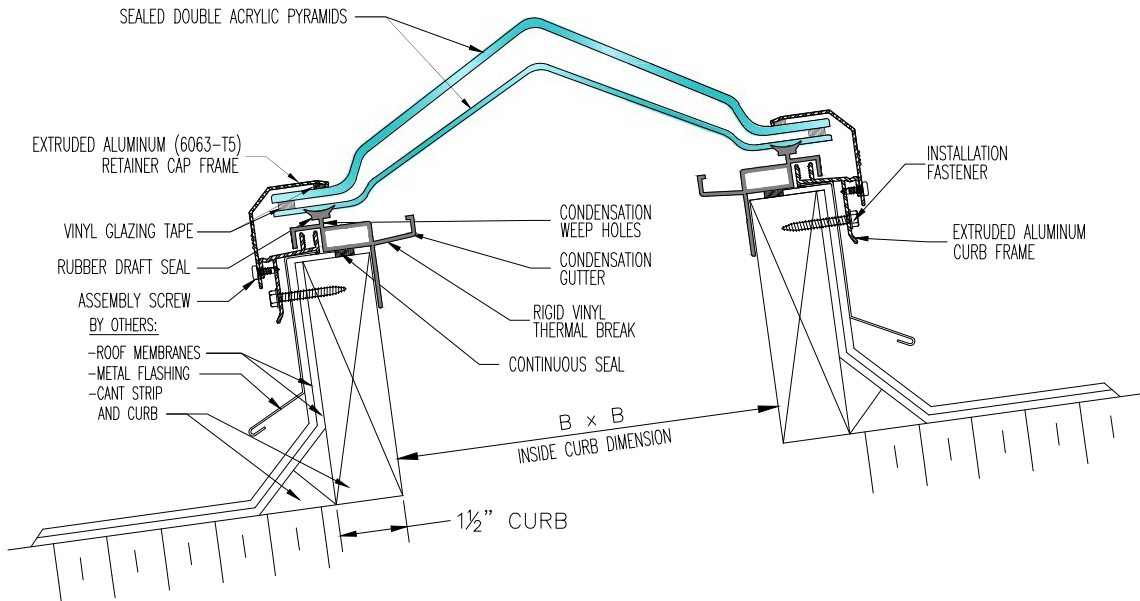 SEALED DOUBLE ACRYLIC PYRAMIDS
EXTRUDED ALUMINUM (6063-T5)
RETAINER CAP FRAME
VINYL GLAZING TAPE
RUBBER DRAFT SEAL
ASSEMBLY SCREW
BY OTHERS:
-ROOF MEMBRANES
-METAL FLASHING
-CANT STRIP
AND CURB
CONDENSATION
WEEP HOLES
CONDENSATION
GUTTER
RIGID VINYL
THERMAL BREAK
CONTINUOUS SEAL
INSTALLATION
FASTENER
EXTRUDED ALUMINUM
CURB FRAME
B x B
INSIDE CURB DIMENSION
1½" CURB